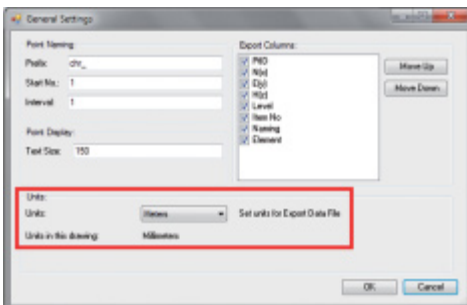 General Settings
Point Naming:
Prefix: chr_
Start No.: 1
Interval: 1
Point Display:
Text Size: 150
Export Columns:
PNO
N(x)
E(y)
H(z)
Level
Item No
Naming
Element
Move Up
Move Down
Units:
Units: Meters Set units for Export Data File
Units in this drawing: Millimeters
OK Cancel